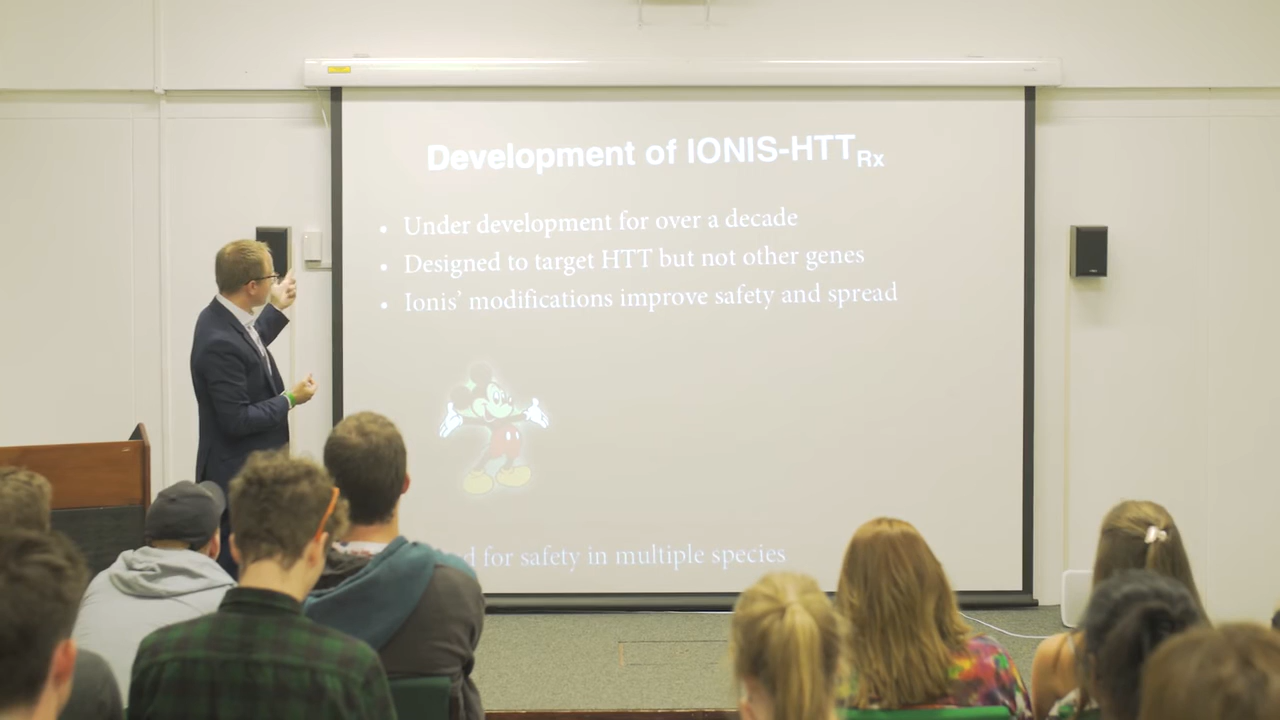 Development of IONIS-HTTRx
• Under development for over a decade
• Designed to target HTT but not other genes
• Ionis’ modifications improve safety and spread
for safety in multiple species